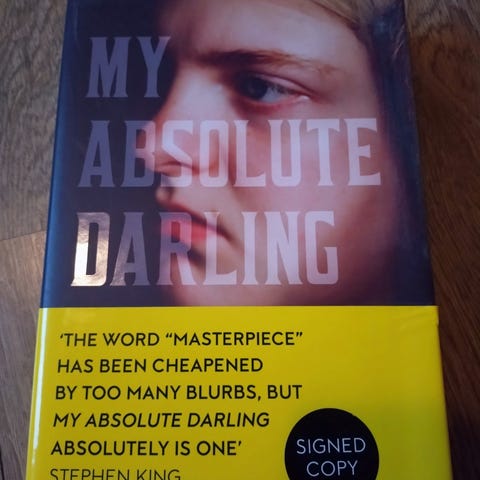 MY
ABSOLUTE
DARLING
‘THE WORD “MASTERPIECE”
HAS BEEN CHEAPENED
BY TOO MANY BLURBS, BUT
MY ABSOLUTE DARLING
ABSOLUTELY IS ONE’
STEPHEN KING
SIGNED
COPY